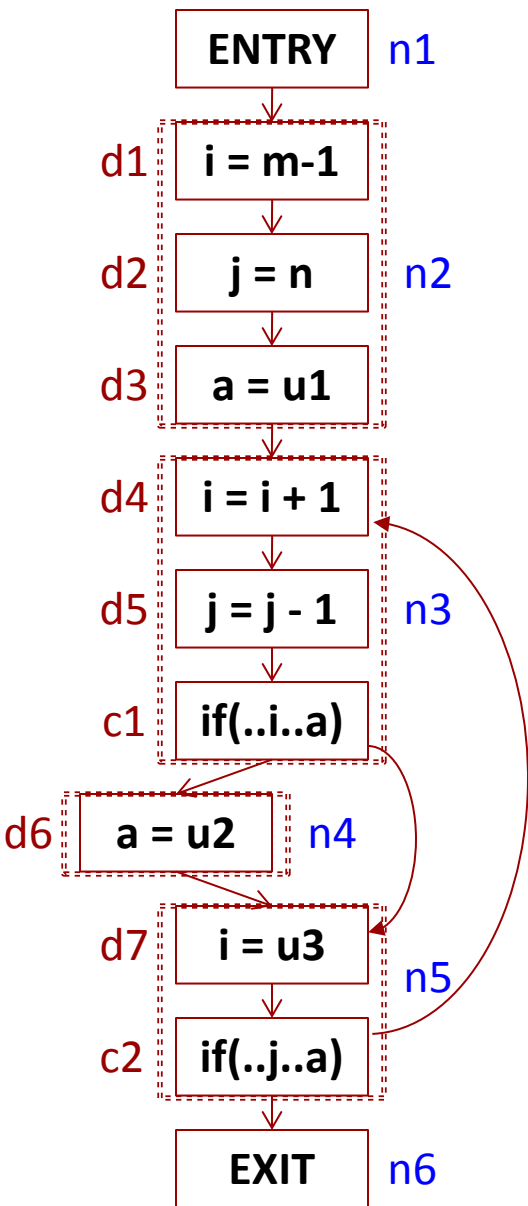 ENTRY n1
d1 i = m-1
d2 j = n n2
d3 a = u1
d4 i = i + 1
d5 j = j - 1 n3
c1 if(..i..a)
d6 a = u2 n4
d7 i = u3
n5
c2 if(..j..a)
EXIT n6